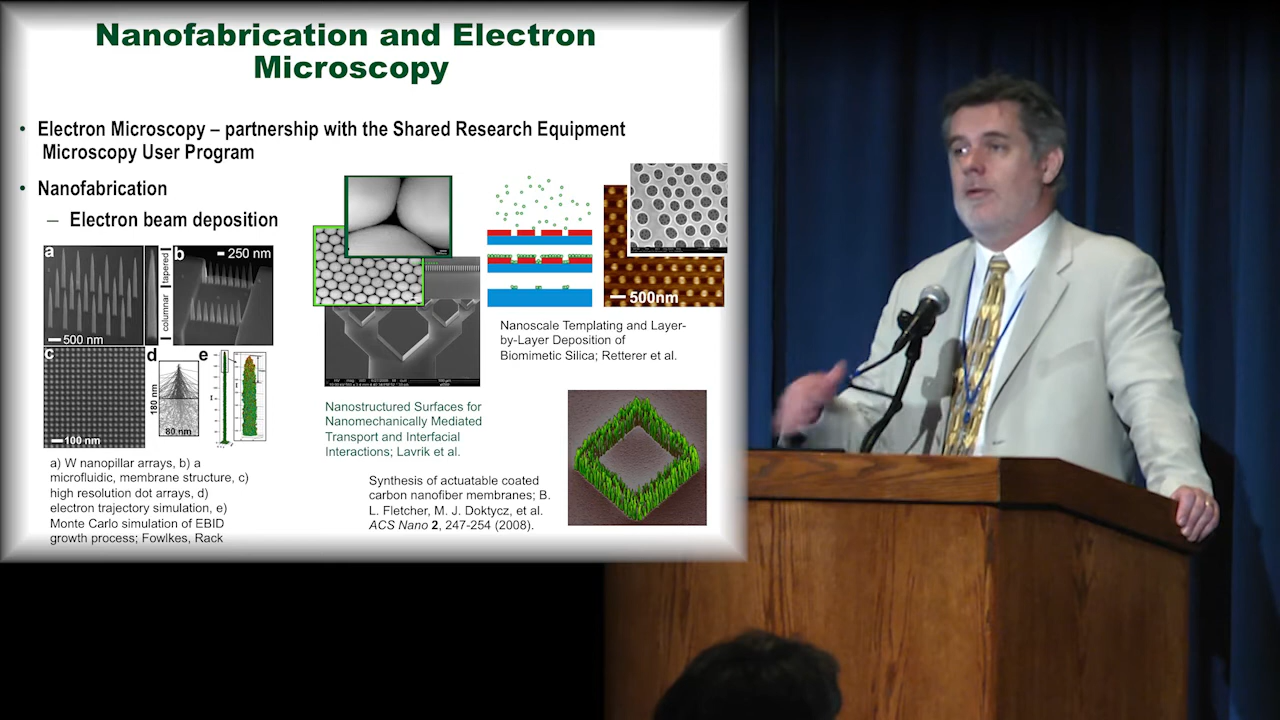 Nanofabrication and Electron
Microscopy
• Electron Microscopy – partnership with the Shared Research Equipment
Microscopy User Program
• Nanofabrication
– Electron beam deposition
a
500 nm
columnar
tapered
b
250 nm
c
100 nm
d
180 nm
80 nm
e
a) W nanopillar arrays, b) a
microfluidic, membrane structure, c)
high resolution dot arrays, d)
electron trajectory simulation, e)
Monte Carlo simulation of EBID
growth process; Fowlkes, Rack
Nanostructured Surfaces for
Nanomechanically Mediated
Transport and Interfacial
Interactions; Lavrik et al.
500nm
Nanoscale Templating and Layer-
by-Layer Deposition of
Biomimetic Silica; Retterer et al.
Synthesis of actuatable coated
carbon nanofiber membranes; B.
L. Fletcher, M. J. Doktycz, et al.
ACS Nano 2, 247-254 (2008).